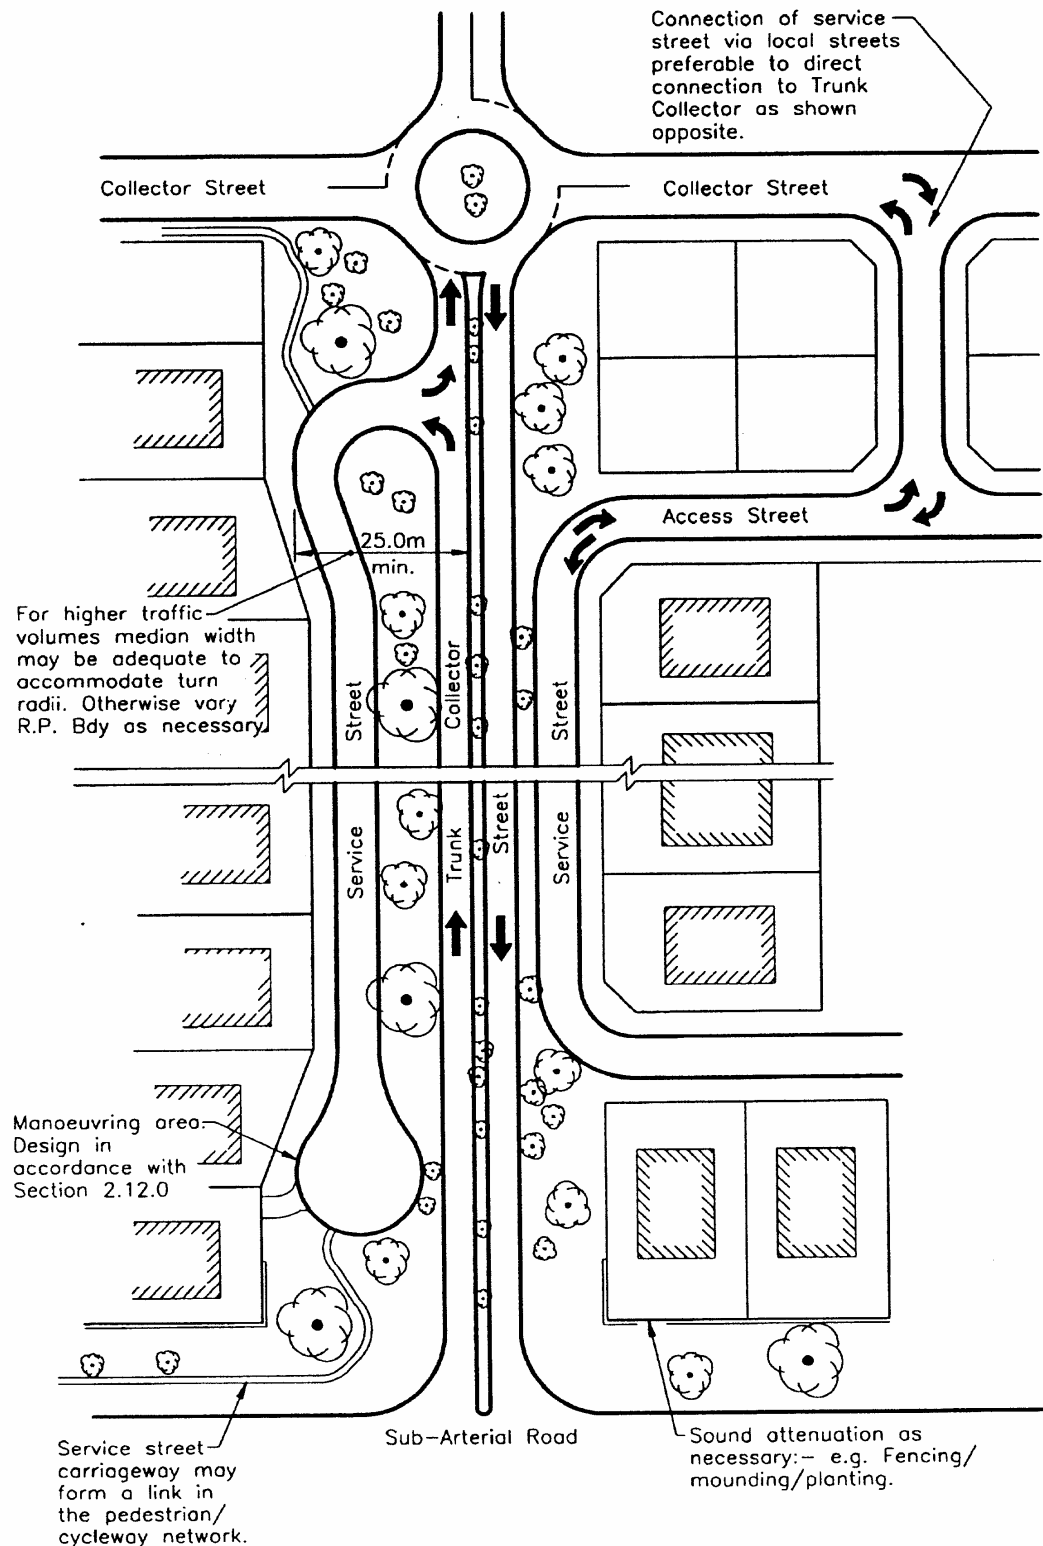 Connection of service
street via local streets
preferable to direct
connection to Trunk
Collector as shown
opposite.
Collector Street
Collector Street
Access Street
25.0m
min.
For higher traffic
volumes median width
may be adequate to
accommodate turn
radii. Otherwise vary
R.P. Bdy as necessary
Street
Collector
Street
Service
Trunk
Street
Service
Manoeuvring area.
Design in
accordance with
Section 2.12.0
Sub-Arterial Road
Service street
carriageway may
form a link in
the pedestrian/
cycleway network.
Sound attenuation as
necessary:- e.g. Fencing/
mounding/planting.